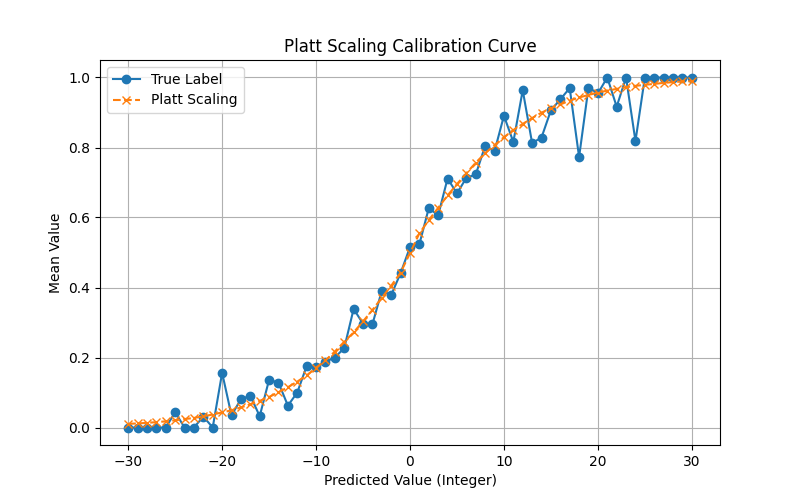 Platt Scaling Calibration Curve
True Label
Platt Scaling
Mean Value
1.0
0.8
0.6
0.4
0.2
0.0
−30
−20
−10
0
10
20
30
Predicted Value (Integer)